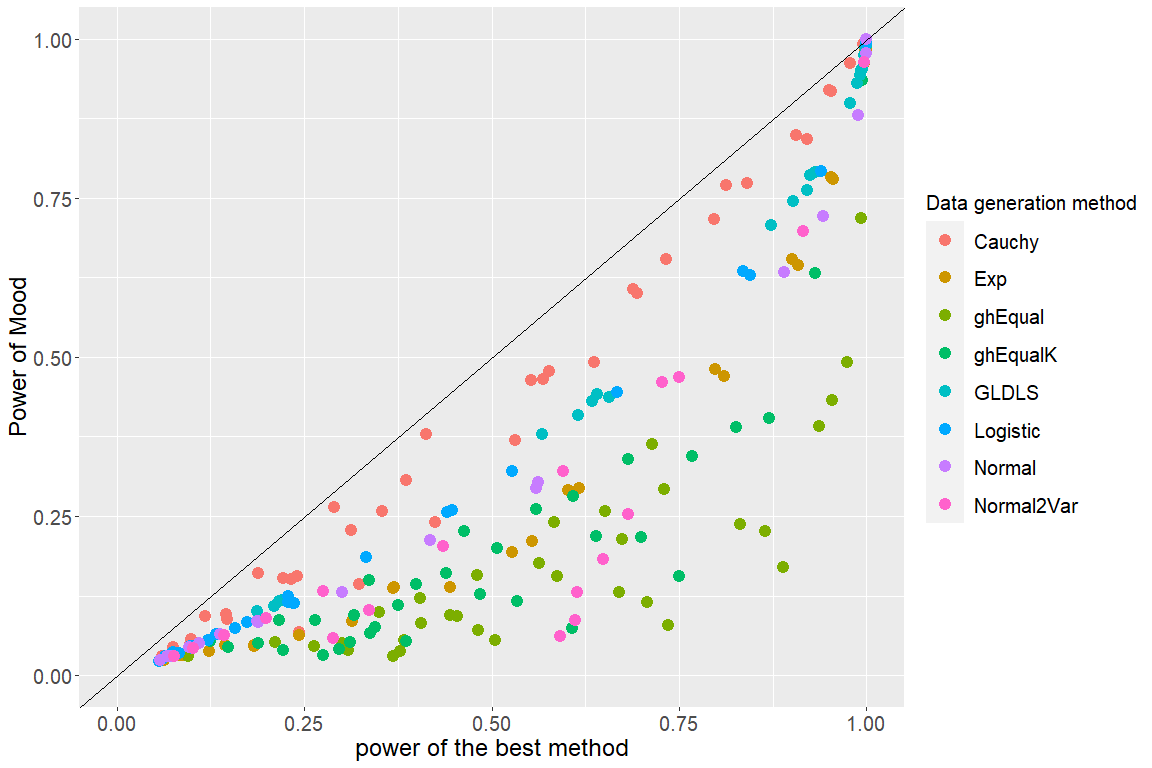 1.00
0.75
0.50
0.25
0.00
Power of Mood
0.00 0.25 0.50 0.75 1.00
power of the best method
Data generation method
Cauchy
Exp
ghEqual
ghEqualK
GLDLS
Logistic
Normal
Normal2Var